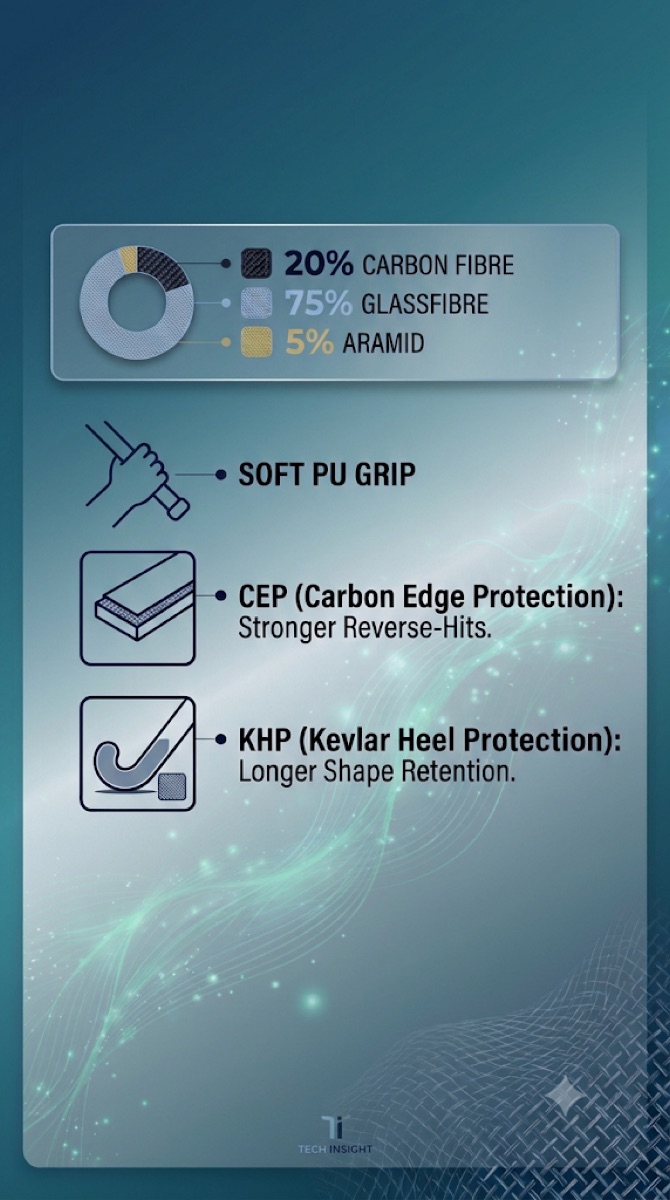 20% CARBON FIBRE
75% GLASSFIBRE
5% ARAMID
SOFT PU GRIP
CEP (Carbon Edge Protection):
Stronger Reverse-Hits.
KHP (Kevlar Heel Protection):
Longer Shape Retention.
Ti
TECH INSIGHT